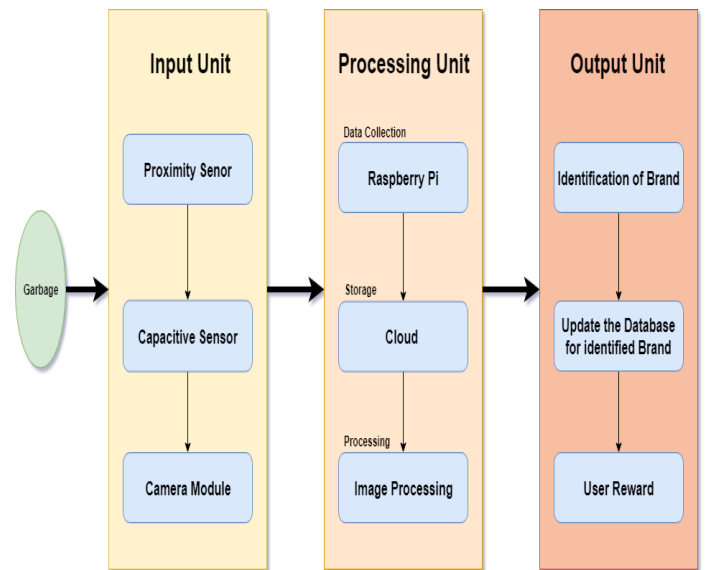 Garbage
Input Unit
Proximity Senor
Capacitive Sensor
Camera Module
Processing Unit
Data Collection
Raspberry Pi
Storage
Cloud
Processing
Image Processing
Output Unit
Identification of Brand
Update the Database
for identified Brand
User Reward